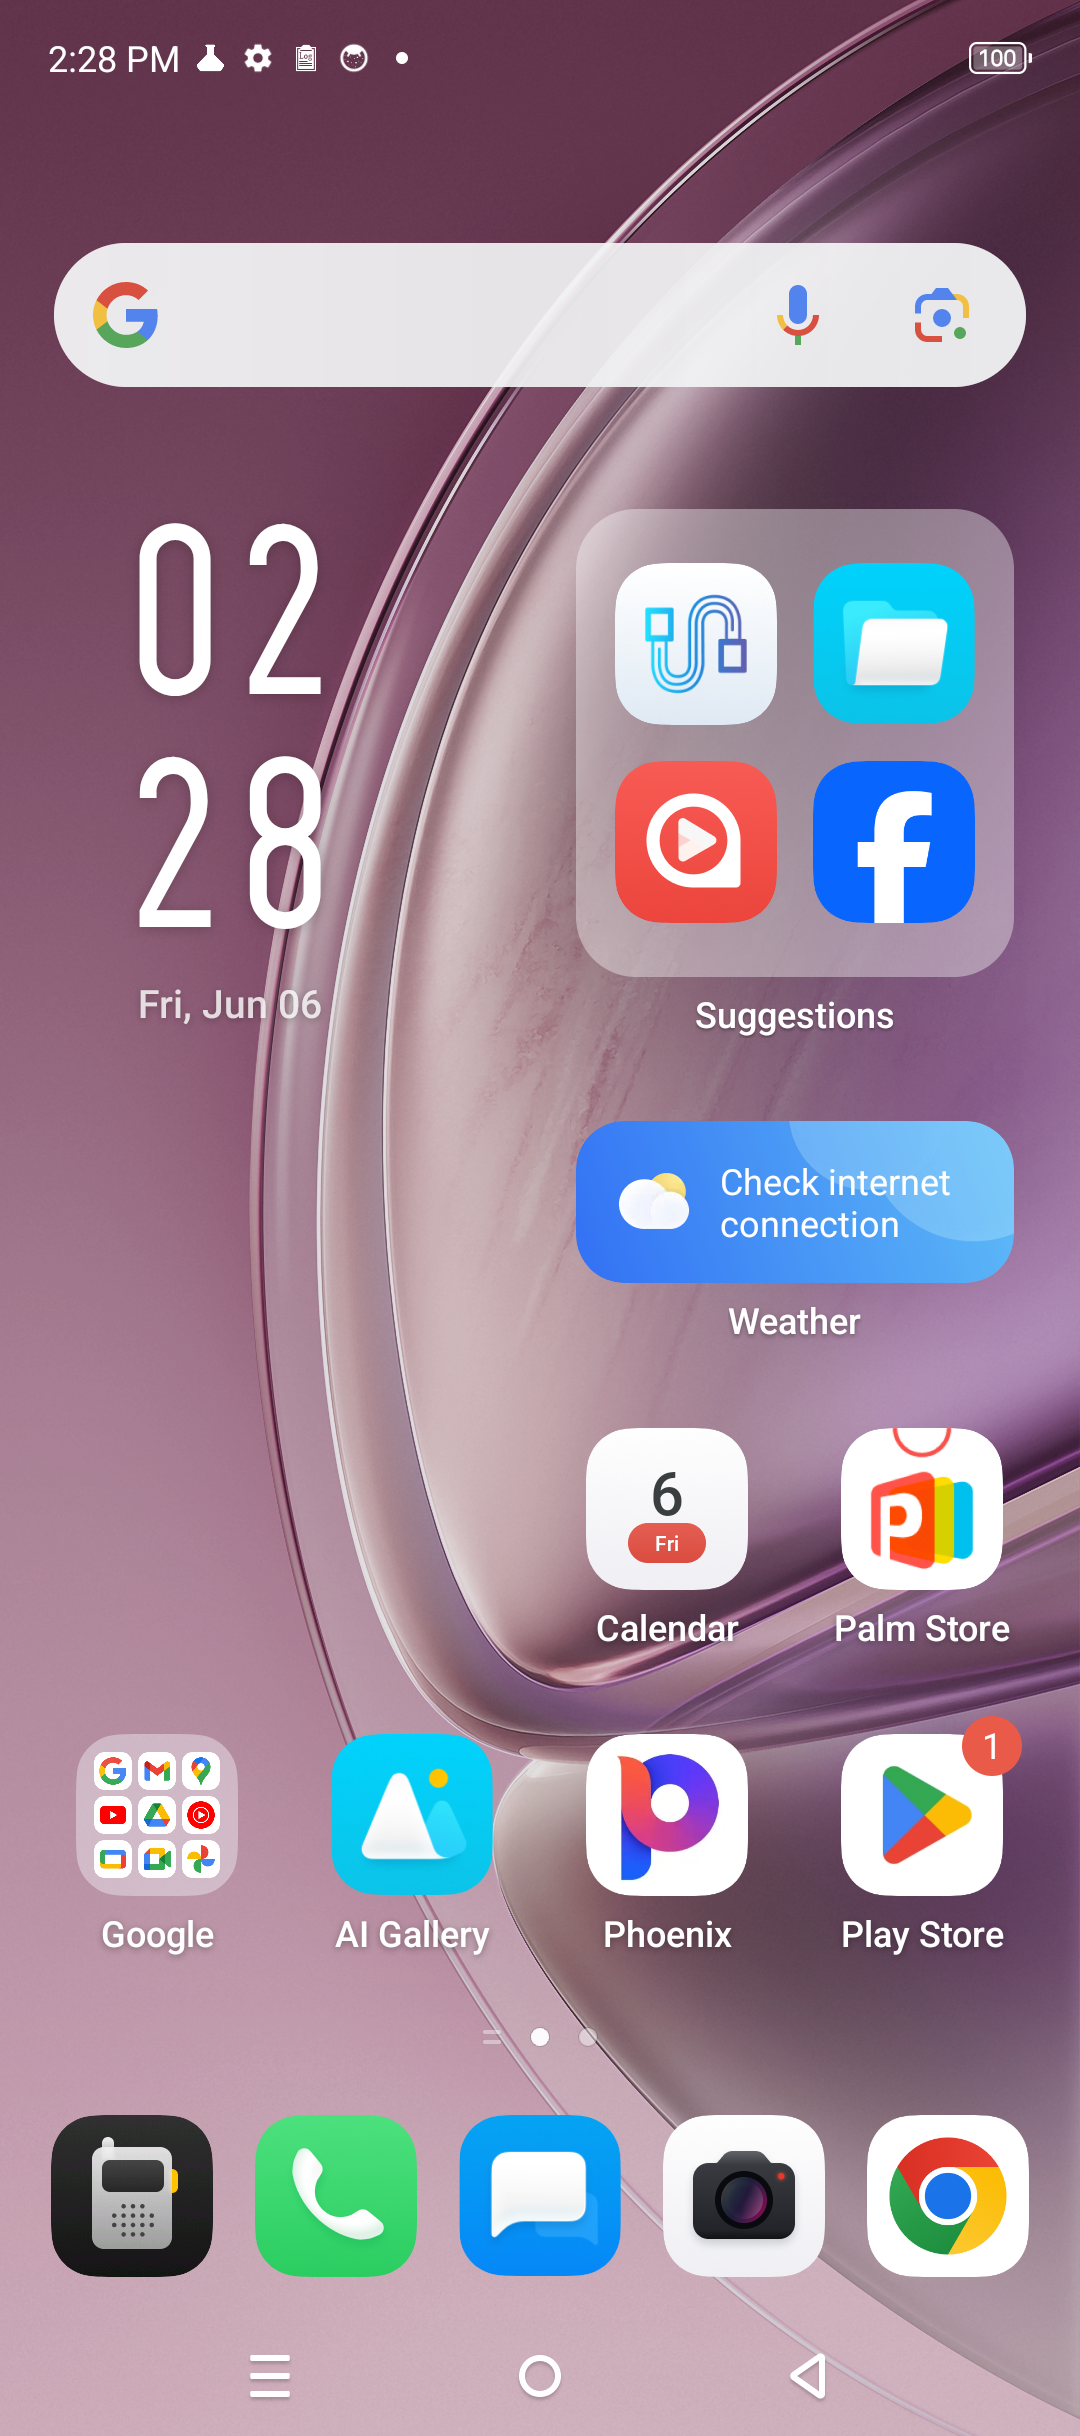 2:28 PM
100
02
28
Fri, Jun 06
Suggestions
Check internet
connection
Weather
6
Fri
Calendar
Palm Store
1
Google
AI Gallery
Phoenix
Play Store